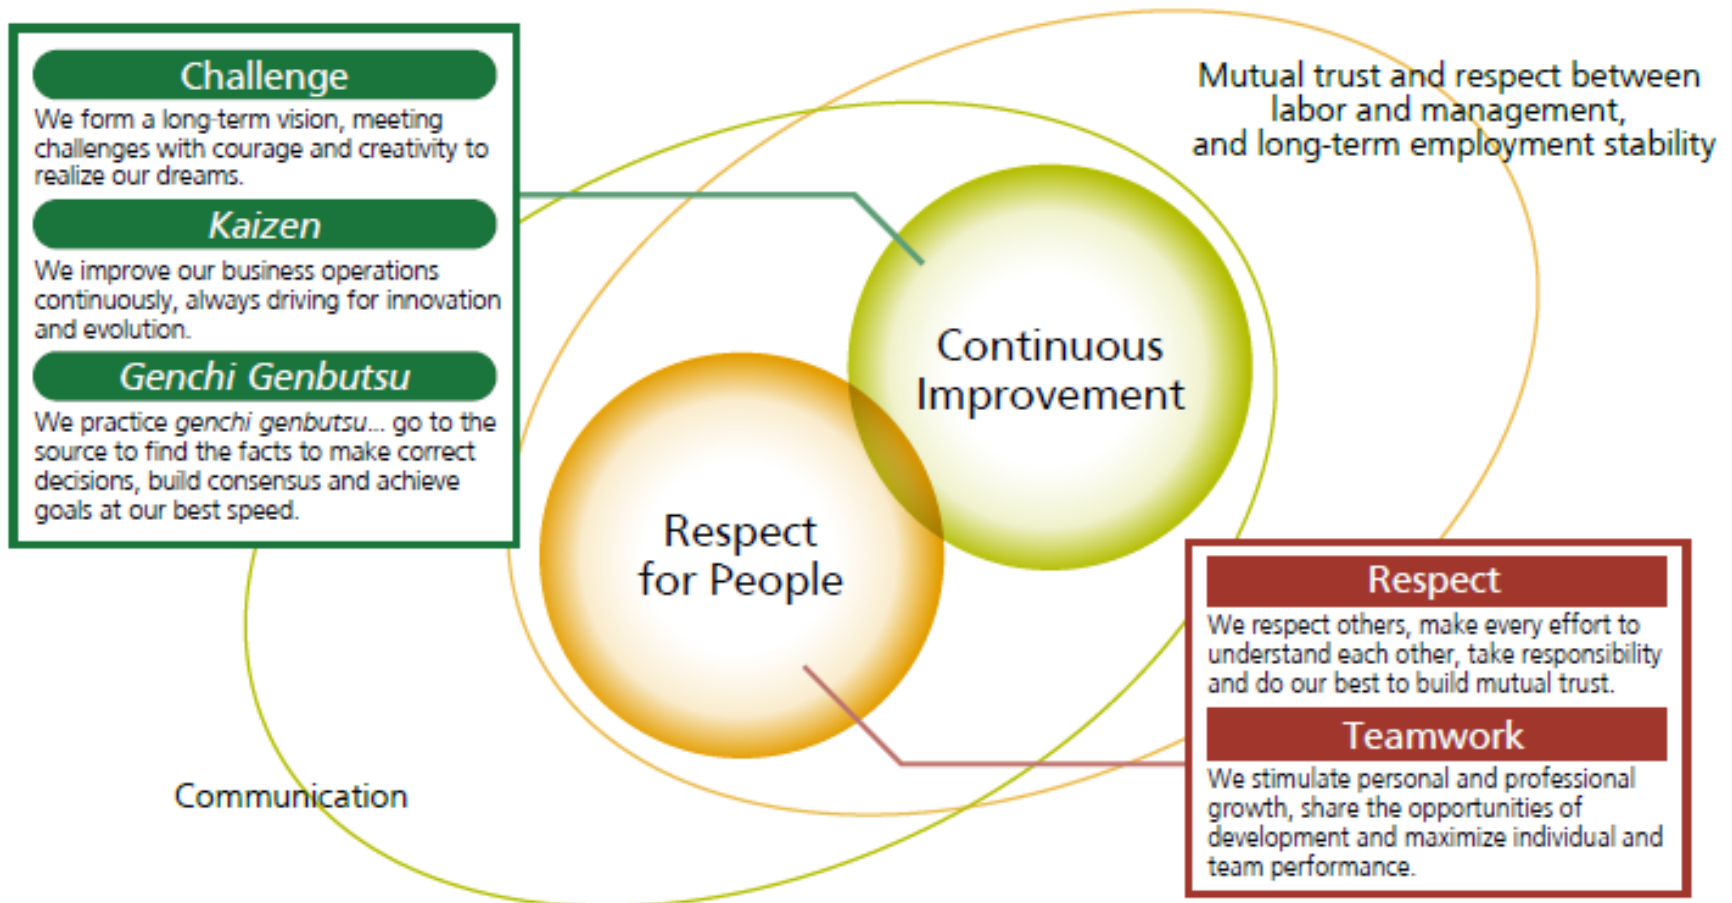 Challenge
We form a long-term vision, meeting
challenges with courage and creativity to
realize our dreams.
Kaizen
We improve our business operations
continuously, always driving for innovation
and evolution.
Genchi Genbutsu
We practice genchi genbutsu... go to the
source to find the facts to make correct
decisions, build consensus and achieve
goals at our best speed.
Mutual trust and respect between
labor and management,
and long-term employment stability
Continuous
Improvement
Respect
for People
Communication
Respect
We respect others, make every effort to
understand each other, take responsibility
and do our best to build mutual trust.
Teamwork
We stimulate personal and professional
growth, share the opportunities of
development and maximize individual and
team performance.